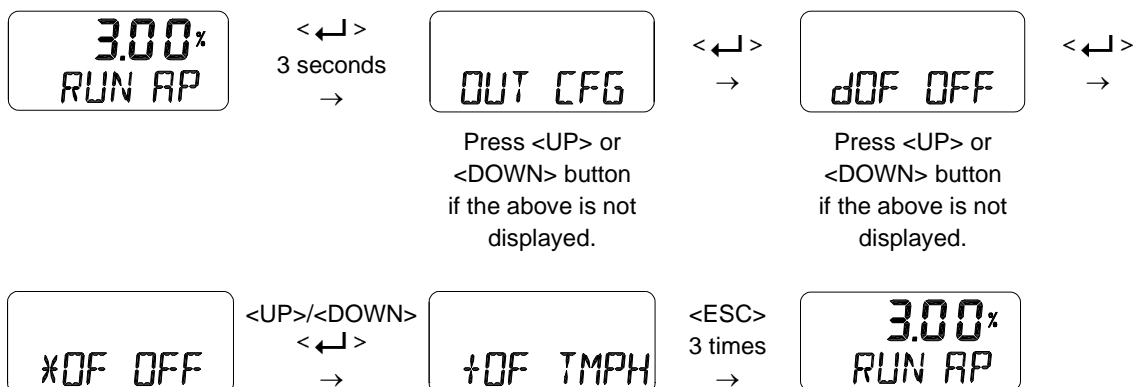 3.00%
RUN AP
<↵>
3 seconds
→
OUT CFG
Press <UP> or
<DOWN> button
if the above is not
displayed.
<↵>
→
dOF OFF
Press <UP> or
<DOWN> button
if the above is not
displayed.
<↵>
→
*OF OFF
<UP>/<DOWN>
<↵>
→
+OF TMPH
<ESC>
3 times
→
3.00%
RUN AP